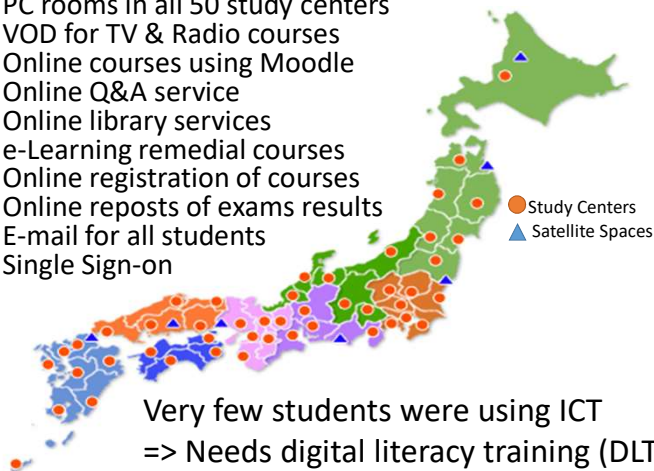 PC rooms in all 50 study centers
VOD for TV & Radio courses
Online courses using Moodle
Online Q&A service
Online library services
e-Learning remedial courses
Online registration of courses
Online reposts of exams results
E-mail for all students
Single Sign-on
Study Centers
Satellite Spaces
Very few students were using ICT
=> Needs digital literacy training (DLT